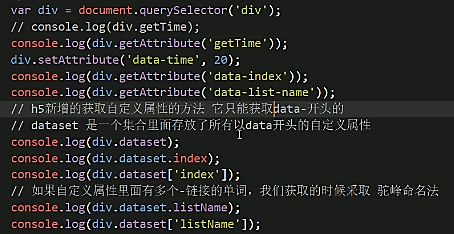 var div = document.querySelector('div');
// console.log(div.getTime);
console.log(div.getAttribute('getTime'));
div.setAttribute('data-time', 20);
console.log(div.getAttribute('data-index'));
console.log(div.getAttribute('data-list-name'));
// h5新增的获取自定义属性的方法 它只能获取data-开头的
// dataset 是一个集合里面存放了所有以data开头的自定义属性
console.log(div.dataset);
console.log(div.dataset.index);
console.log(div.dataset['index']);
// 如果自定义属性里面有多个-链接的单词，我们获取的时候采取 驼峰命名法
console.log(div.dataset.listName);
console.log(div.dataset['listName']);